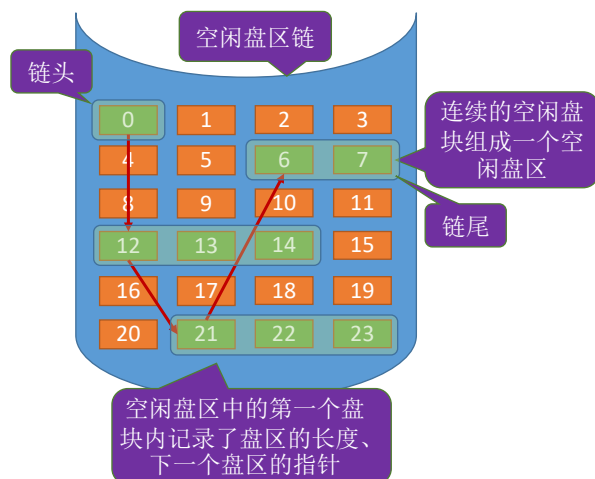 空闲盘区链
链头
0 1 2 3
连续的空闲盘
块组成一个空
闲盘区
4 5 6 7
8 9 10 11
链尾
12 13 14 15
16 17 18 19
20 21 22 23
空闲盘区中的第一个盘
块内记录了盘区的长度、
下一个盘区的指针